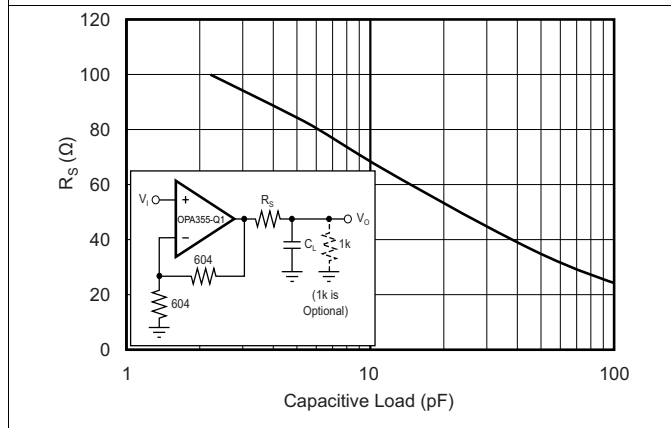 120
100
80
60
40
20
0
R_S (Ω)
V_I
+
OPA355-Q1
−
R_S
V_O
C_L
1k
604
604
(1k is
Optional)
1
10
100
Capacitive Load (pF)